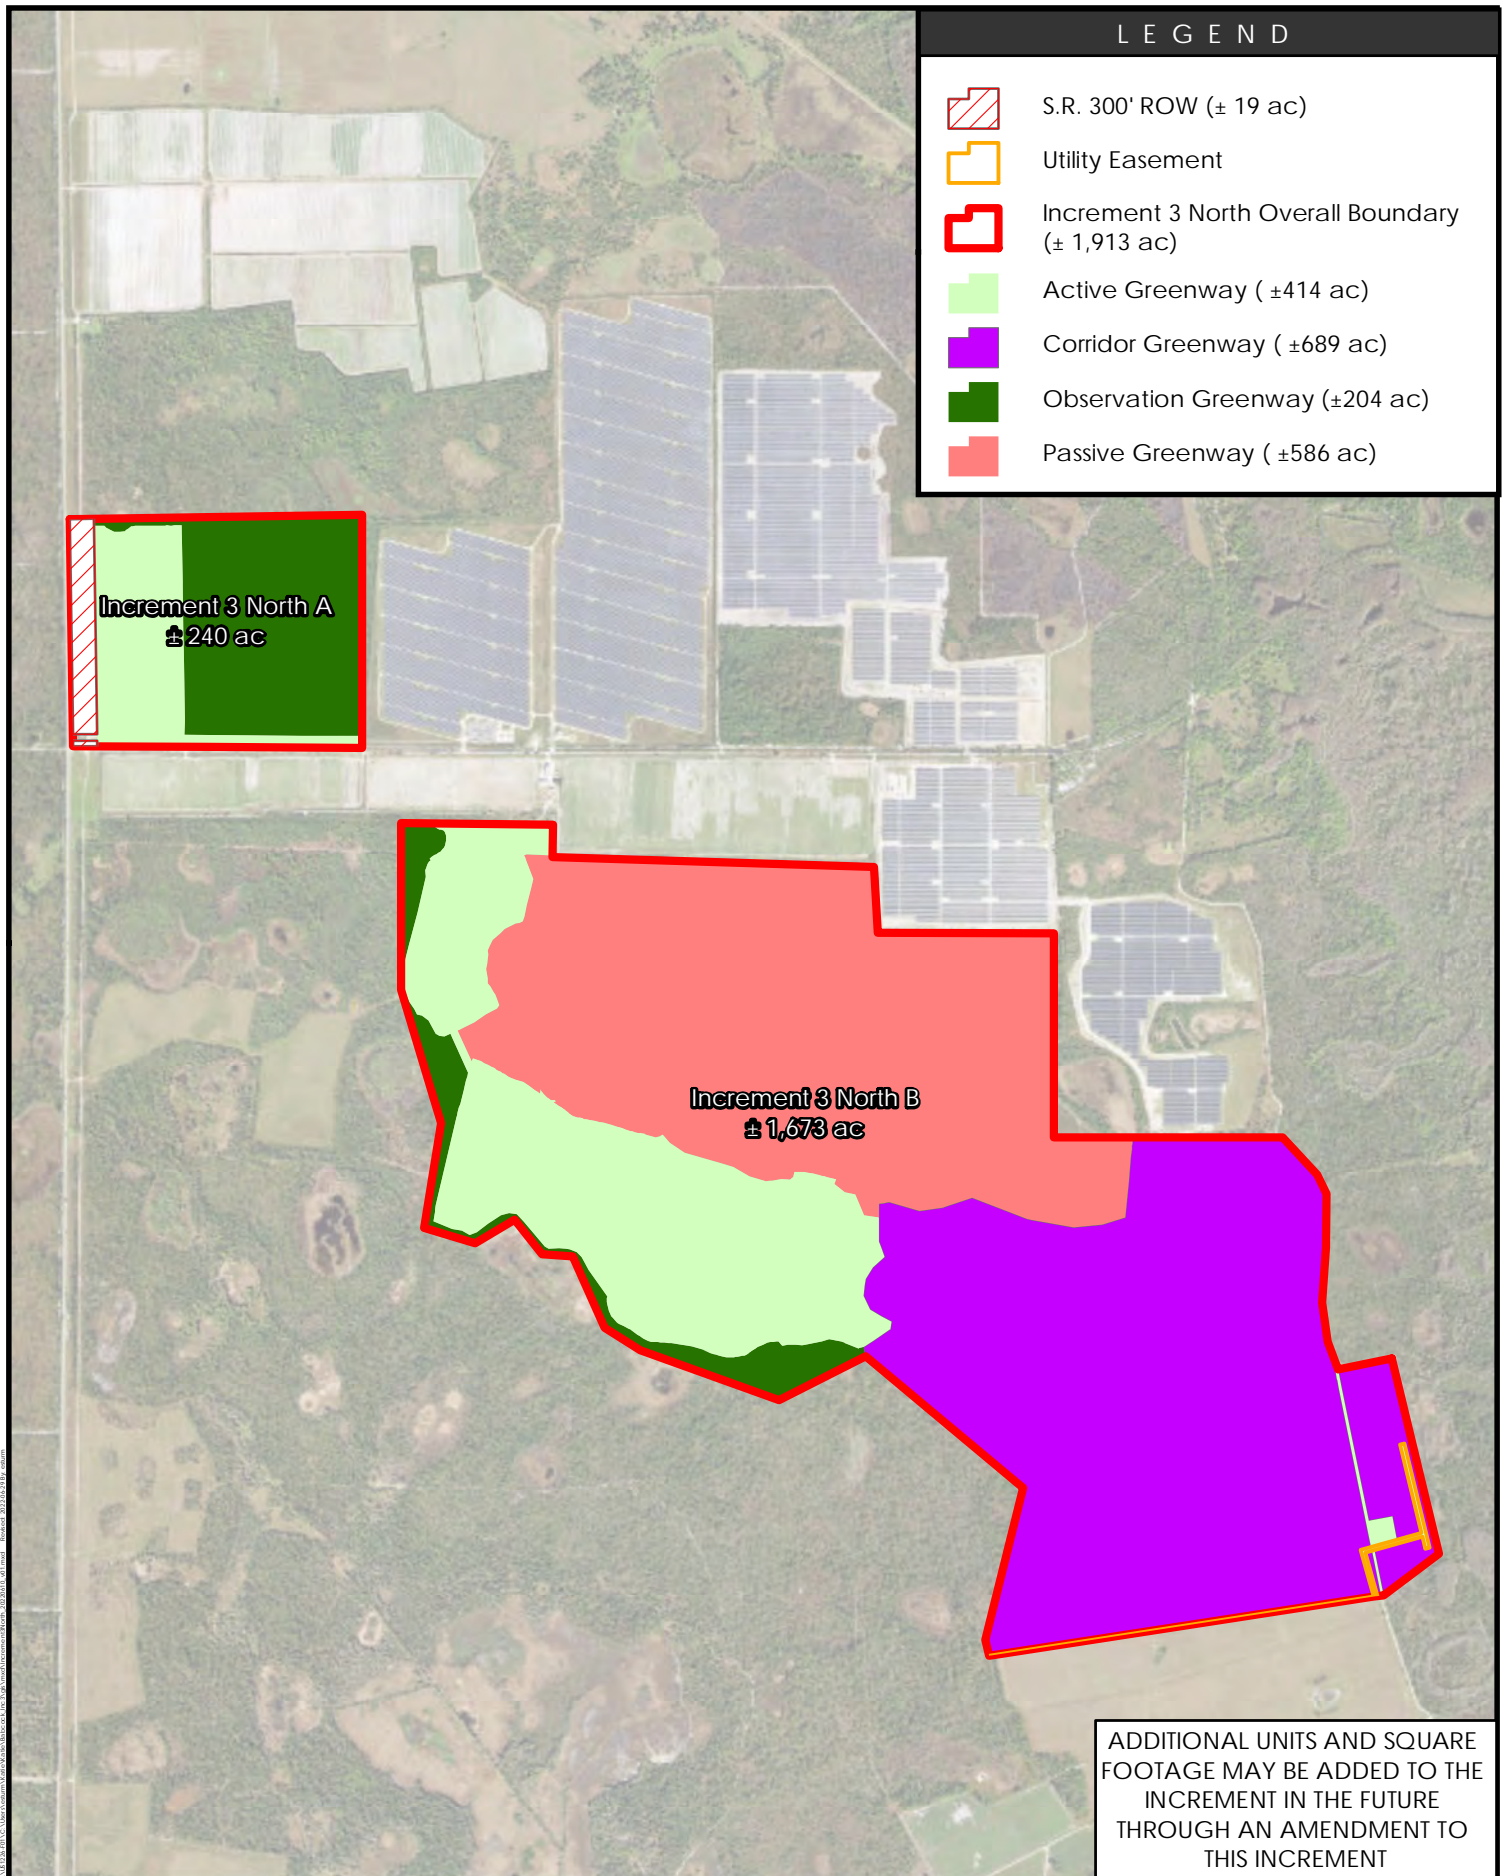 LEGEND
S.R. 300' ROW (± 19 ac)
Utility Easement
Increment 3 North Overall Boundary
(± 1,913 ac)
Active Greenway ( ±414 ac)
Corridor Greenway ( ±689 ac)
Observation Greenway (±204 ac)
Passive Greenway ( ±586 ac)
Increment 3 North A
± 240 ac
Increment 3 North B
± 1,673 ac
ADDITIONAL UNITS AND SQUARE
FOOTAGE MAY BE ADDED TO THE
INCREMENT IN THE FUTURE
THROUGH AN AMENDMENT TO
THIS INCREMENT